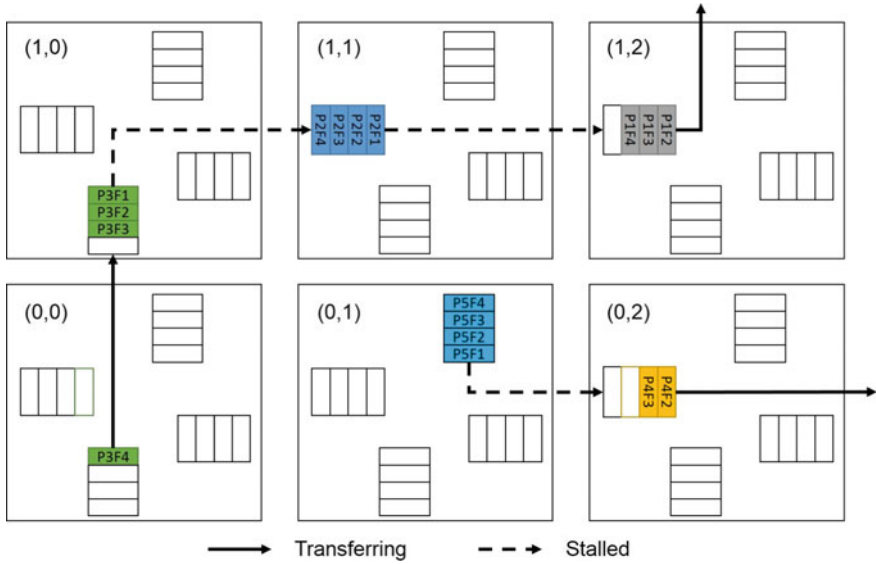 (1,0)
(1,1)
(1,2)
P2F4
P2F3
P2F2
P2F1
P1F4
P1F3
P1F2
P3F1
P3F2
P3F3
(0,0)
(0,1)
(0,2)
P5F4
P5F3
P5F2
P5F1
P4F3
P4F2
P3F4
Transferring
Stalled